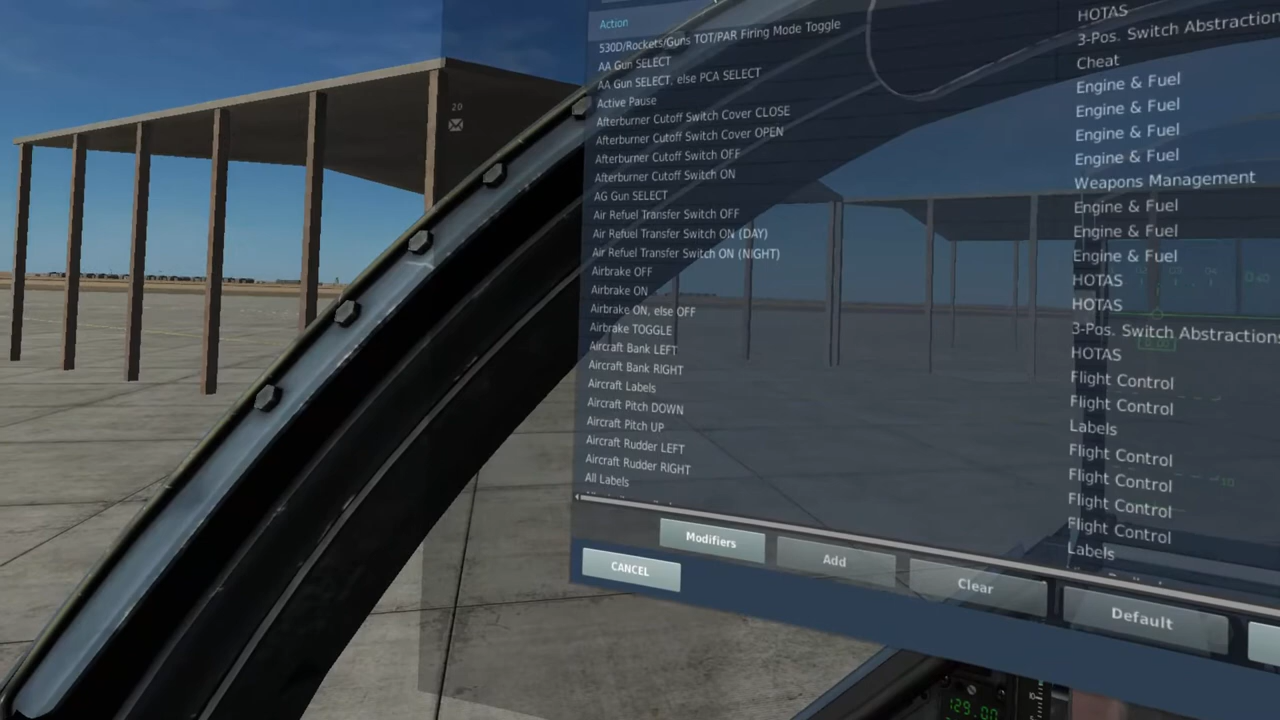 Action
530D/Rockets/Guns TOT/PAR Firing Mode Toggle
HOTAS
AA Gun SELECT
3-Pos. Switch Abstraction
AA Gun SELECT, else PCA SELECT
Cheat
Active Pause
Engine & Fuel
Afterburner Cutoff Switch Cover CLOSE
Engine & Fuel
Afterburner Cutoff Switch Cover OPEN
Engine & Fuel
Afterburner Cutoff Switch OFF
Engine & Fuel
Afterburner Cutoff Switch ON
Weapons Management
AG Gun SELECT
Engine & Fuel
Air Refuel Transfer Switch OFF
Engine & Fuel
Air Refuel Transfer Switch ON (DAY)
Engine & Fuel
Air Refuel Transfer Switch ON (NIGHT)
HOTAS
Airbrake OFF
HOTAS
Airbrake ON
3-Pos. Switch Abstractions
Airbrake ON, else OFF
HOTAS
Airbrake TOGGLE
Flight Control
Aircraft Bank LEFT
Flight Control
Aircraft Bank RIGHT
Labels
Aircraft Labels
Flight Control
Aircraft Pitch DOWN
Flight Control
Aircraft Pitch UP
Flight Control
Aircraft Rudder LEFT
Flight Control
Aircraft Rudder RIGHT
Labels
All Labels
Modifiers
Add
Clear
Default
CANCEL
20
129.00